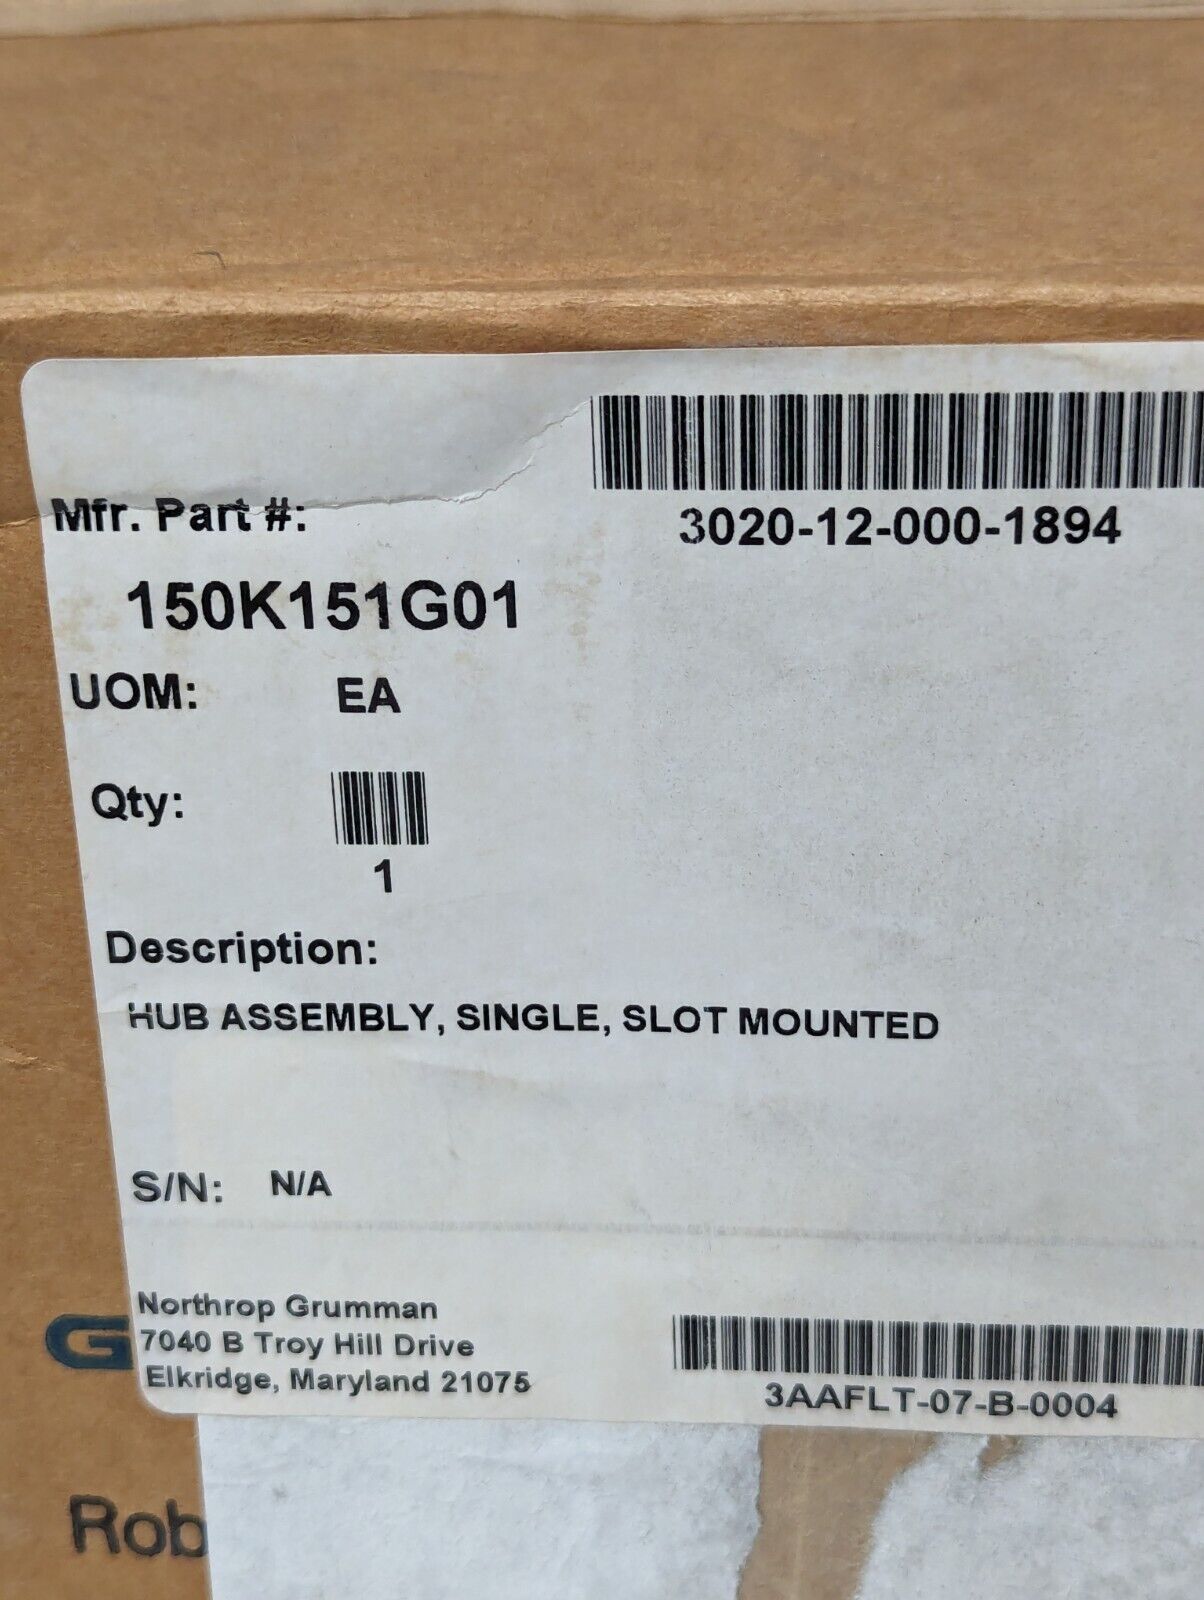 3020-12-000-1894
Mfr. Part #:
150K151G01
UOM: EA
Qty:
1
Description:
HUB ASSEMBLY, SINGLE, SLOT MOUNTED
S/N: N/A
Northrop Grumman
7040 B Troy Hill Drive
Elkridge, Maryland 21075
3AAFLT-07-B-0004
G
Rob